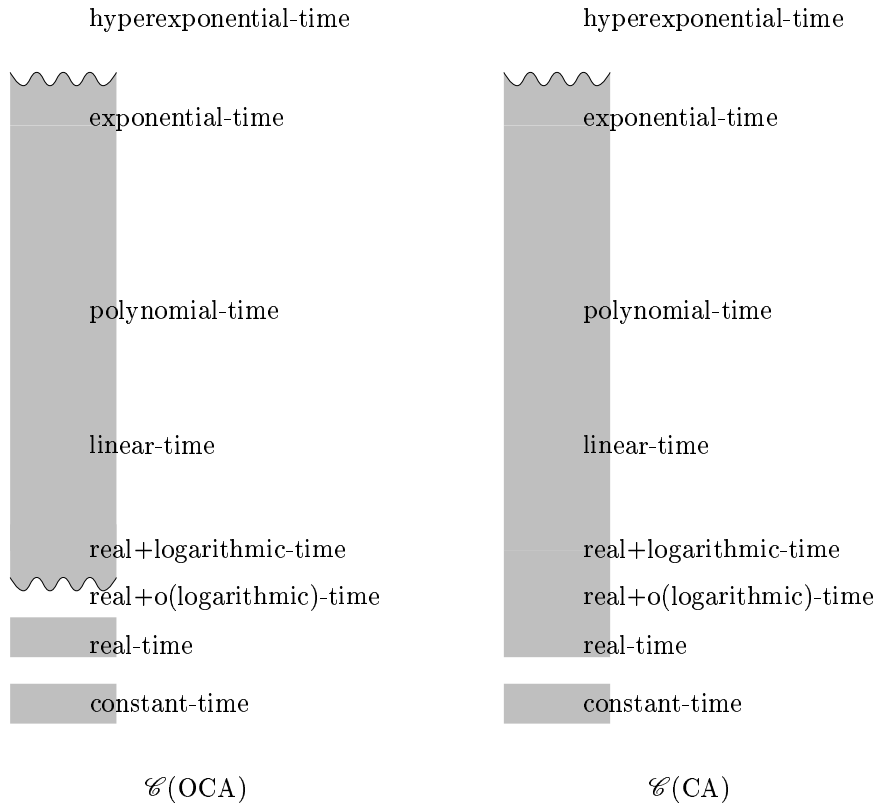 hyperexponential-time hyperexponential-time
exponential-time exponential-time
polynomial-time polynomial-time
linear-time linear-time
real+logarithmic-time real+logarithmic-time
real+o(logarithmic)-time real+o(logarithmic)-time
real-time real-time
constant-time constant-time
𝒞(OCA) 𝒞(CA)